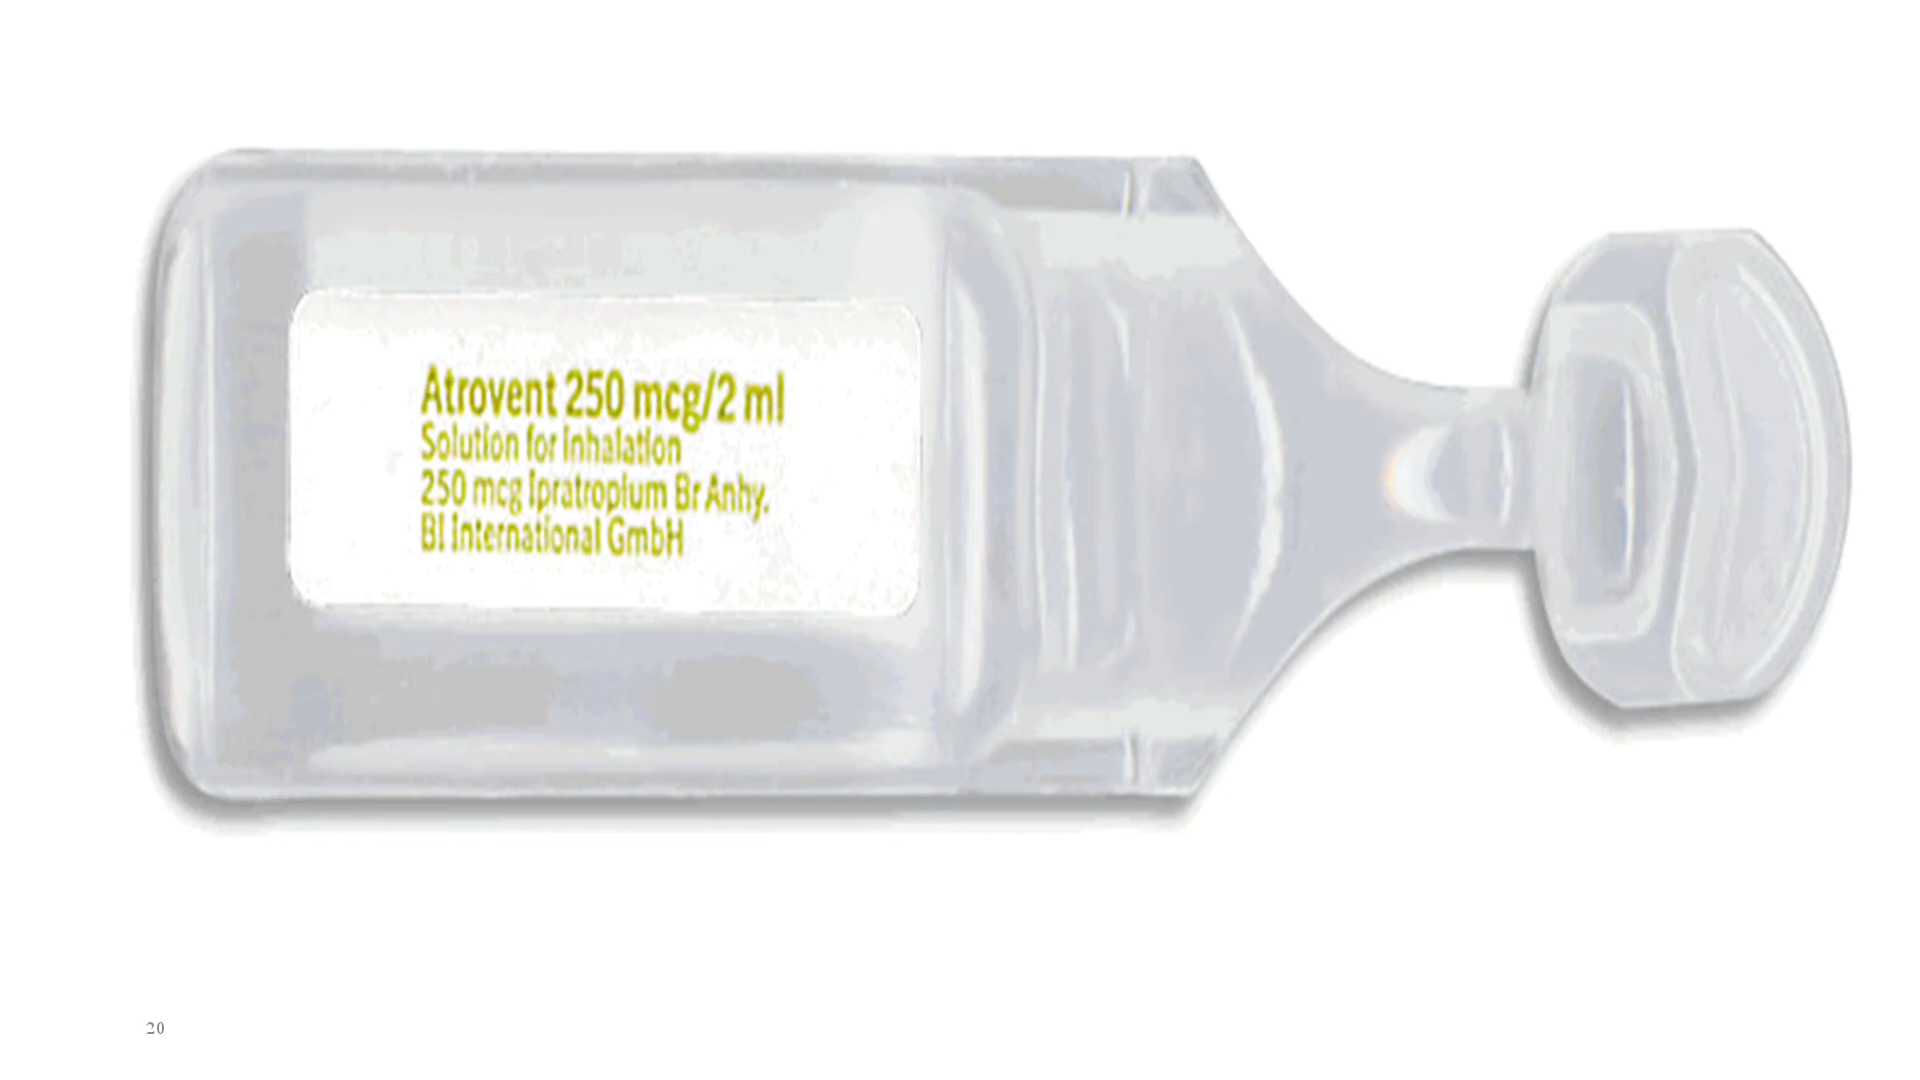 Atrovent 250 mcg/2 ml
Solution for inhalation
250 mcg Ipratropium Br Anhy.
BI International GmbH
20